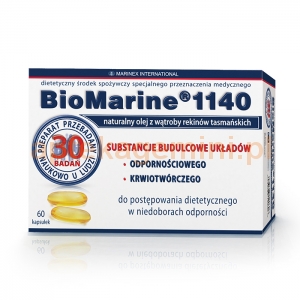 MARINEX INTERNATIONAL
dietetyczny środek spożywczy specjalnego przeznaczenia medycznego
BioMarine®1140
naturalny olej z wątroby rekinów tasmańskich
PREPARAT PRZEBADANY
30
BADAŃ
NAUKOWO U LUDZI
SUBSTANCJE BUDULCOWE UKŁADÓW
• ODPORNOŚCIOWEGO
• KRWIOTWÓRCZEGO
60
kapsułek
do postępowania dietetycznego
w niedoborach odporności